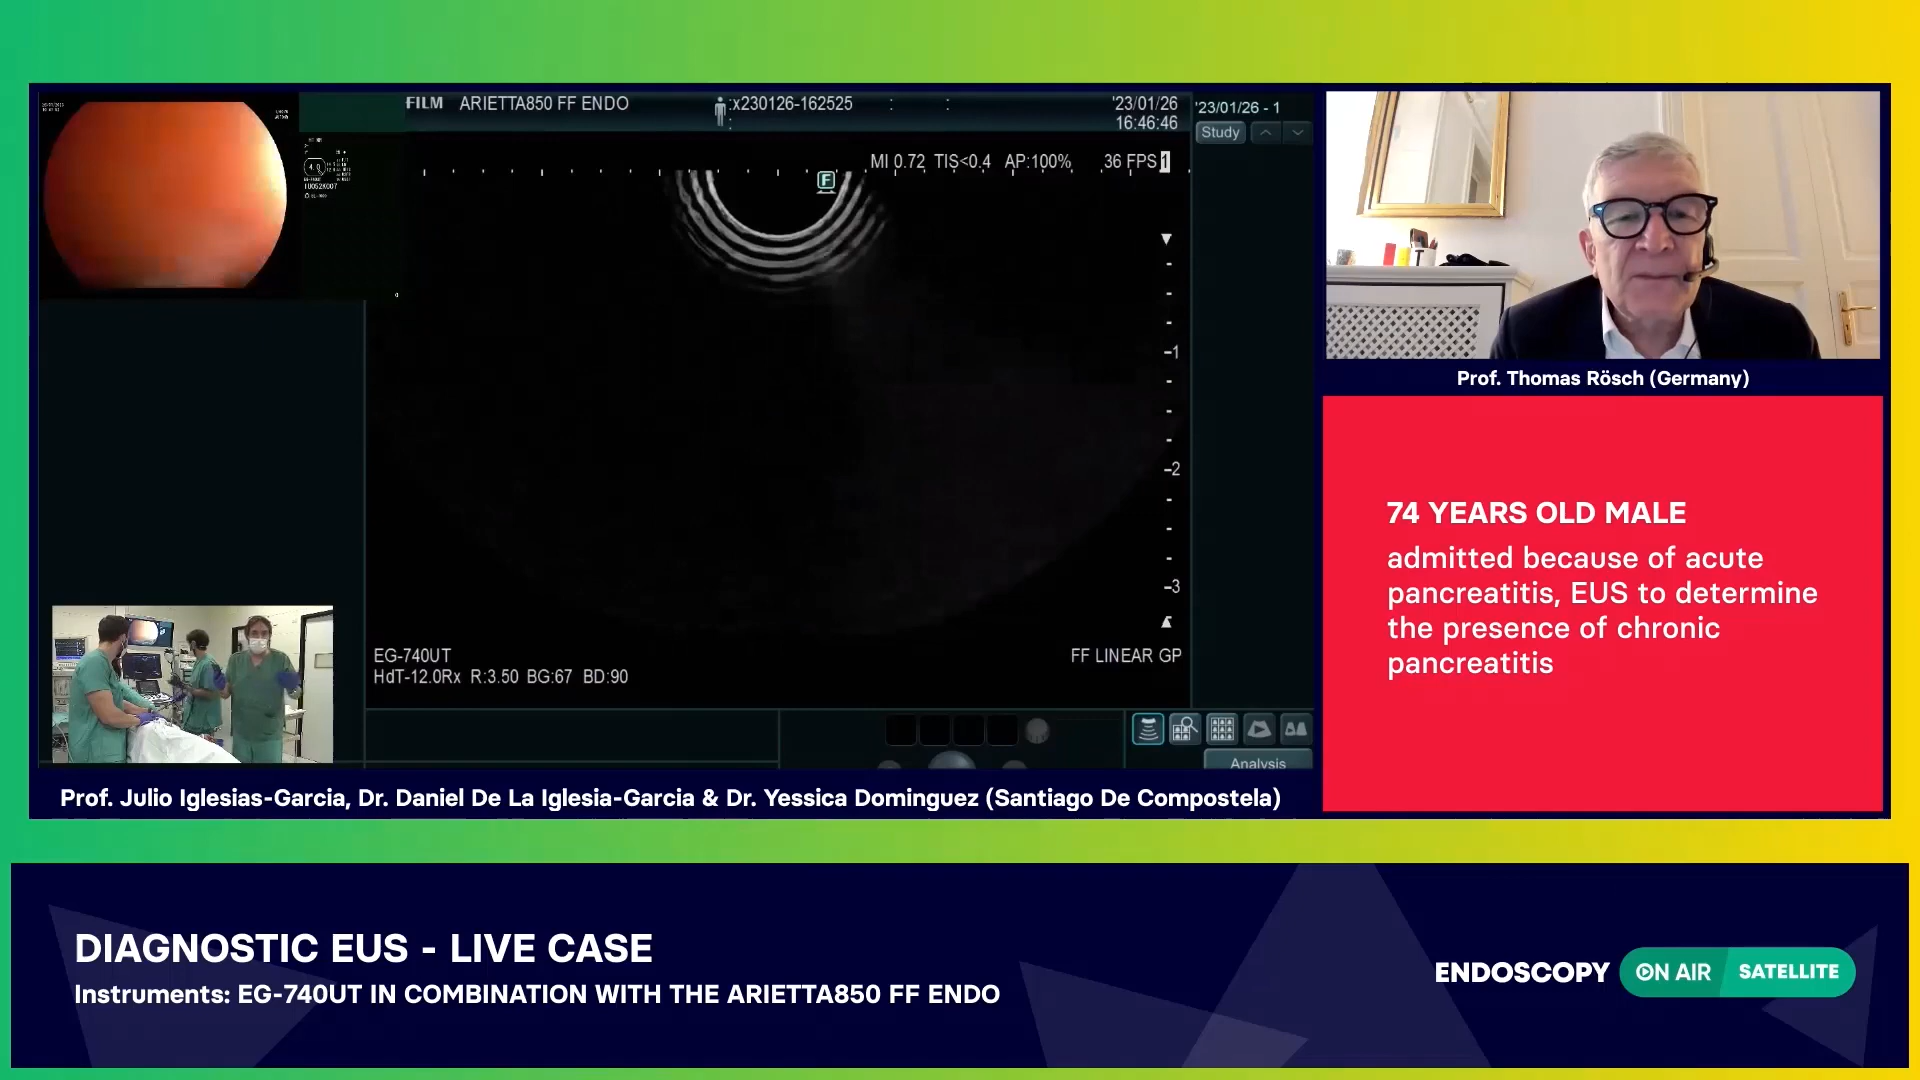 FILM ARIETTA850 FF ENDO :x230126-162525 : : '23/01/26
: 16:46:46
'23/01/26 - 1
Study
MI 0.72 TIS<0.4 AP:100% 36 FPS 1
F
-1
-2
-3
EG-740UT
HdT-12.0Rx R:3.50 BG:67 BD:90
FF LINEAR GP
Analysis
Prof. Julio Iglesias-Garcia, Dr. Daniel De La Iglesia-Garcia & Dr. Yessica Dominguez (Santiago De Compostela)
Prof. Thomas Rösch (Germany)
74 YEARS OLD MALE
admitted because of acute
pancreatitis, EUS to determine
the presence of chronic
pancreatitis
DIAGNOSTIC EUS - LIVE CASE
Instruments: EG-740UT IN COMBINATION WITH THE ARIETTA850 FF ENDO
ENDOSCOPY ON AIR SATELLITE